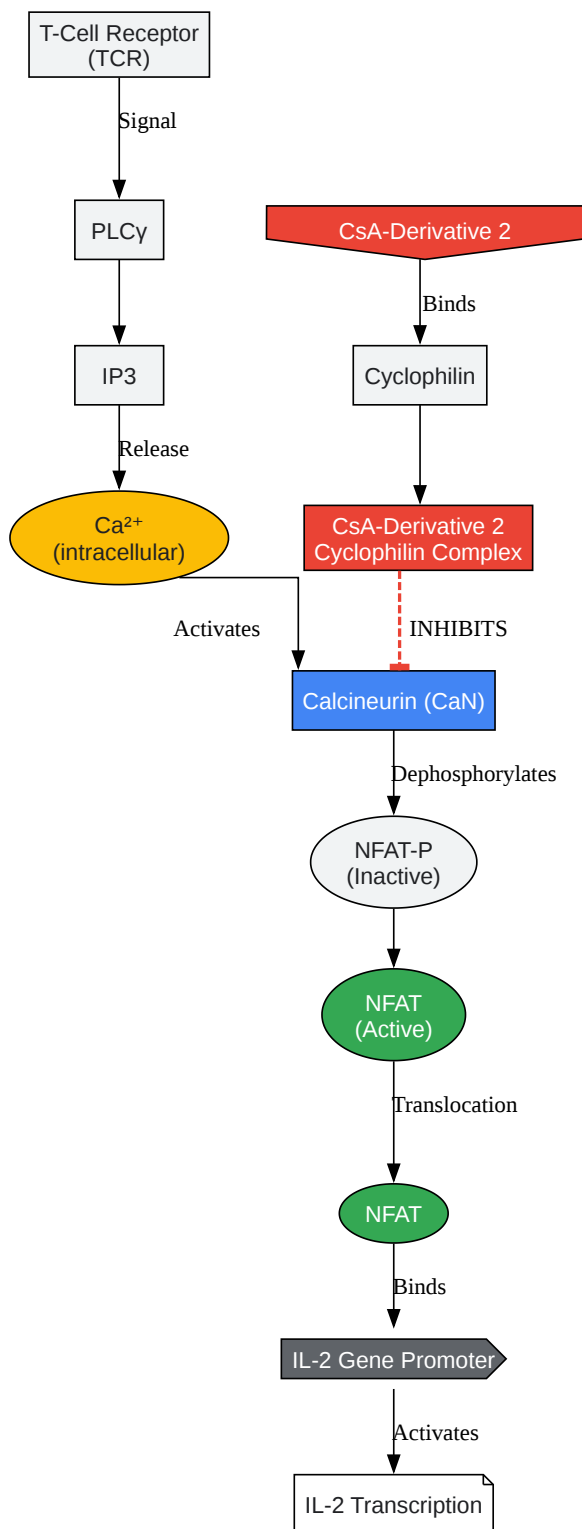 T-Cell Receptor
(TCR)
Signal
PLCγ
CsA-Derivative 2
Binds
IP3
Cyclophilin
Release
Ca²⁺
(intracellular)
CsA-Derivative 2
Cyclophilin Complex
Activates
INHIBITS
Calcineurin (CaN)
Dephosphorylates
NFAT-P
(Inactive)
NFAT
(Active)
Translocation
NFAT
Binds
IL-2 Gene Promoter
Activates
IL-2 Transcription